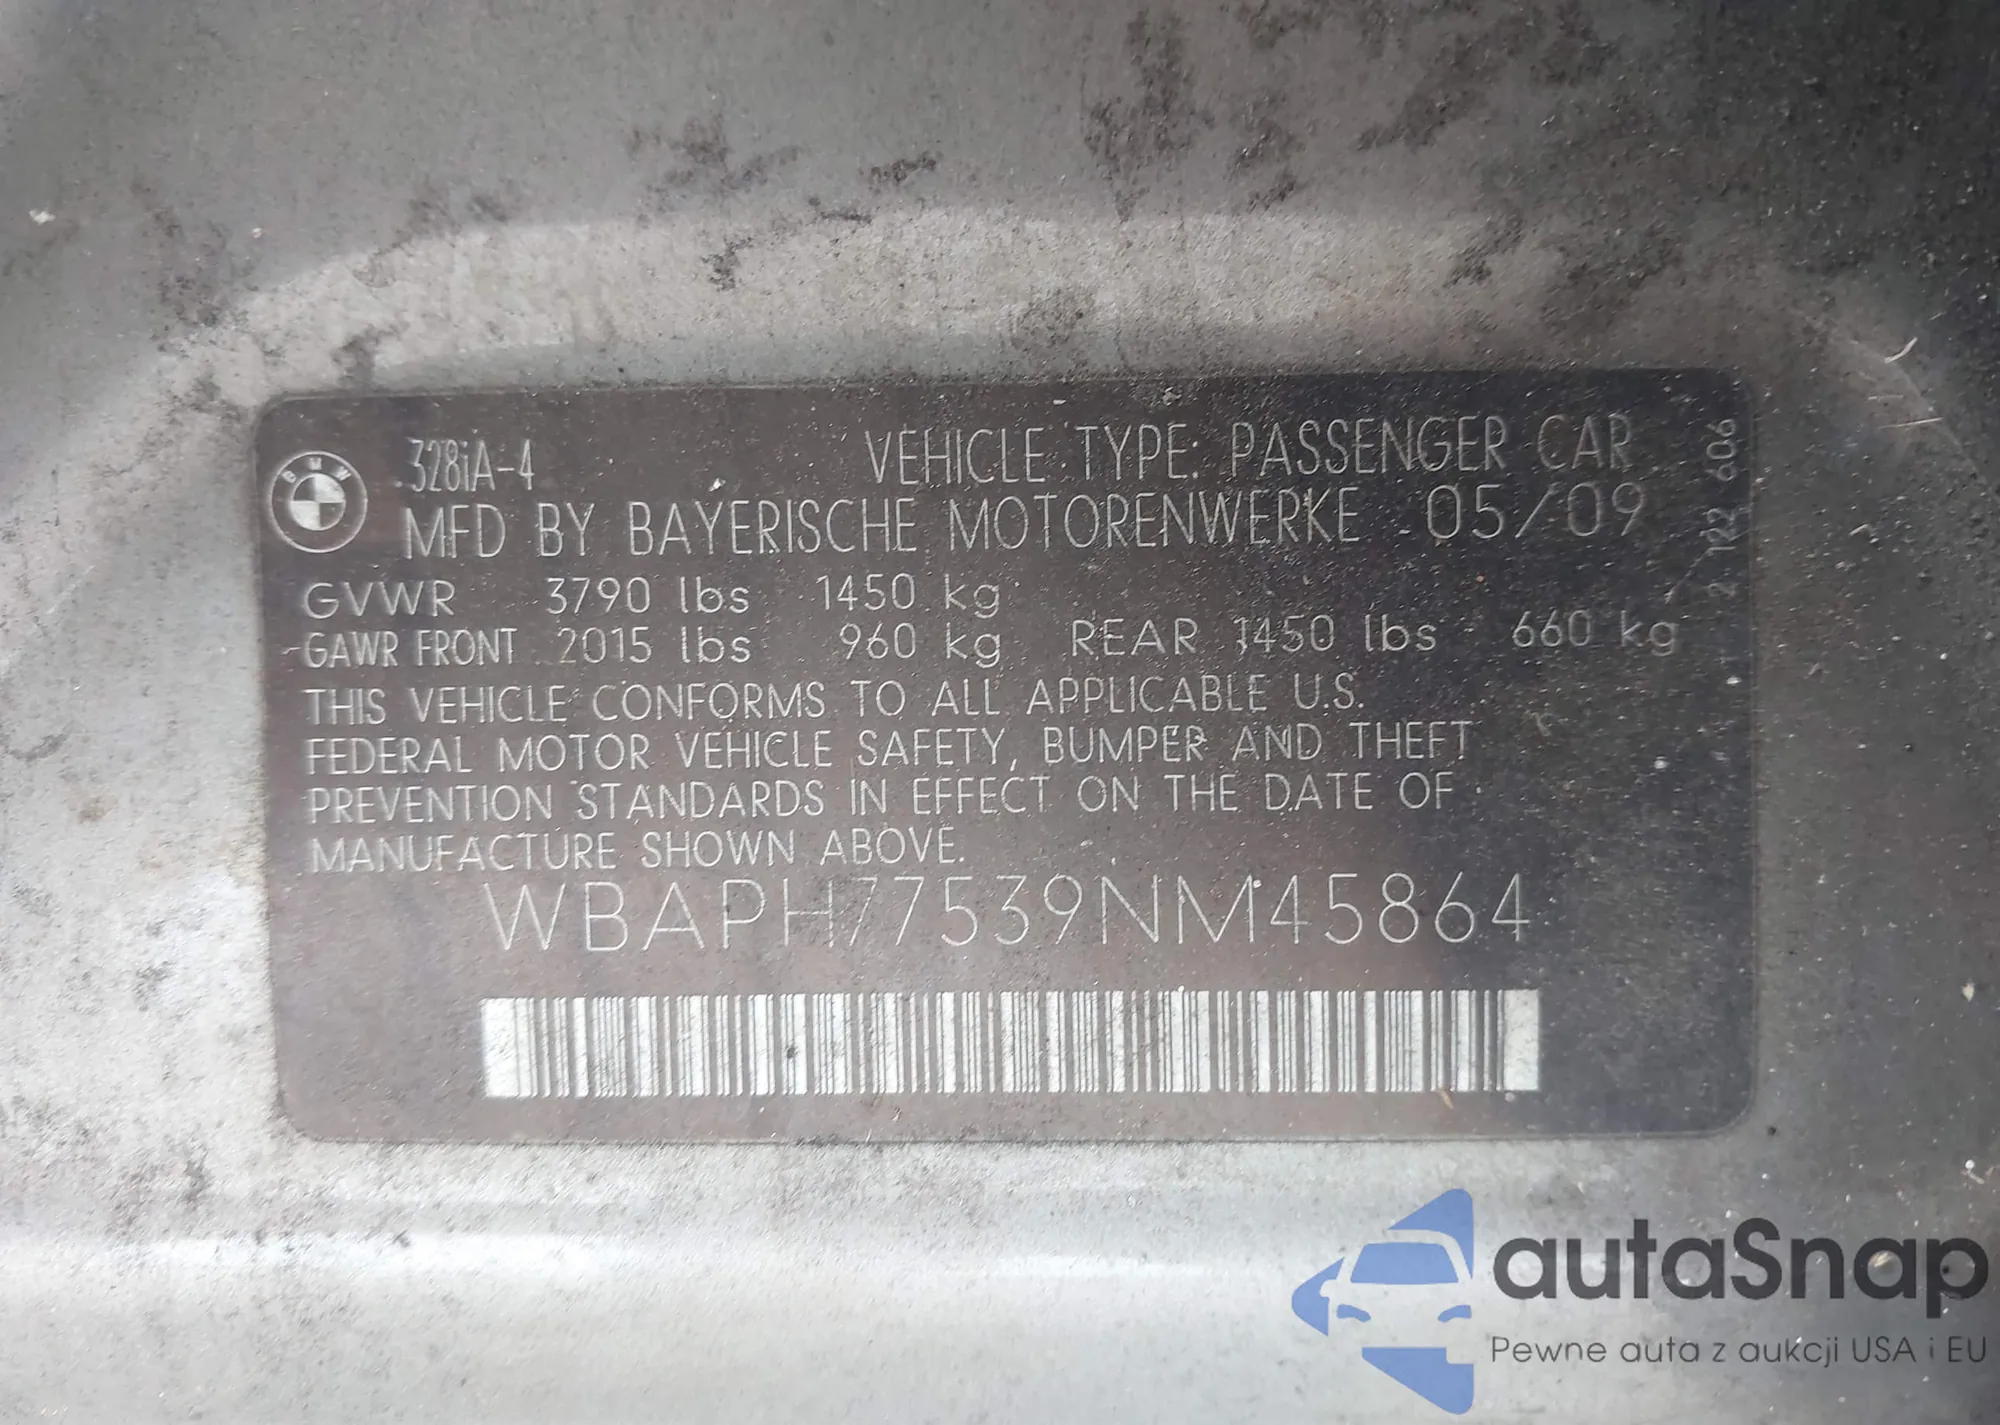 BMW
328iA-4 VEHICLE TYPE: PASSENGER CAR
MFD BY BAYERISCHE MOTORENWERKE 05/09
GVWR 3790 lbs 1450 kg
GAWR FRONT 2015 lbs 960 kg REAR 1450 lbs 660 kg
THIS VEHICLE CONFORMS TO ALL APPLICABLE U.S.
FEDERAL MOTOR VEHICLE SAFETY, BUMPER AND THEFT
PREVENTION STANDARDS IN EFFECT ON THE DATE OF
MANUFACTURE SHOWN ABOVE.
WBAPH77539NM45864
606
autaSnap
Pewne auta z aukcji USA i EU